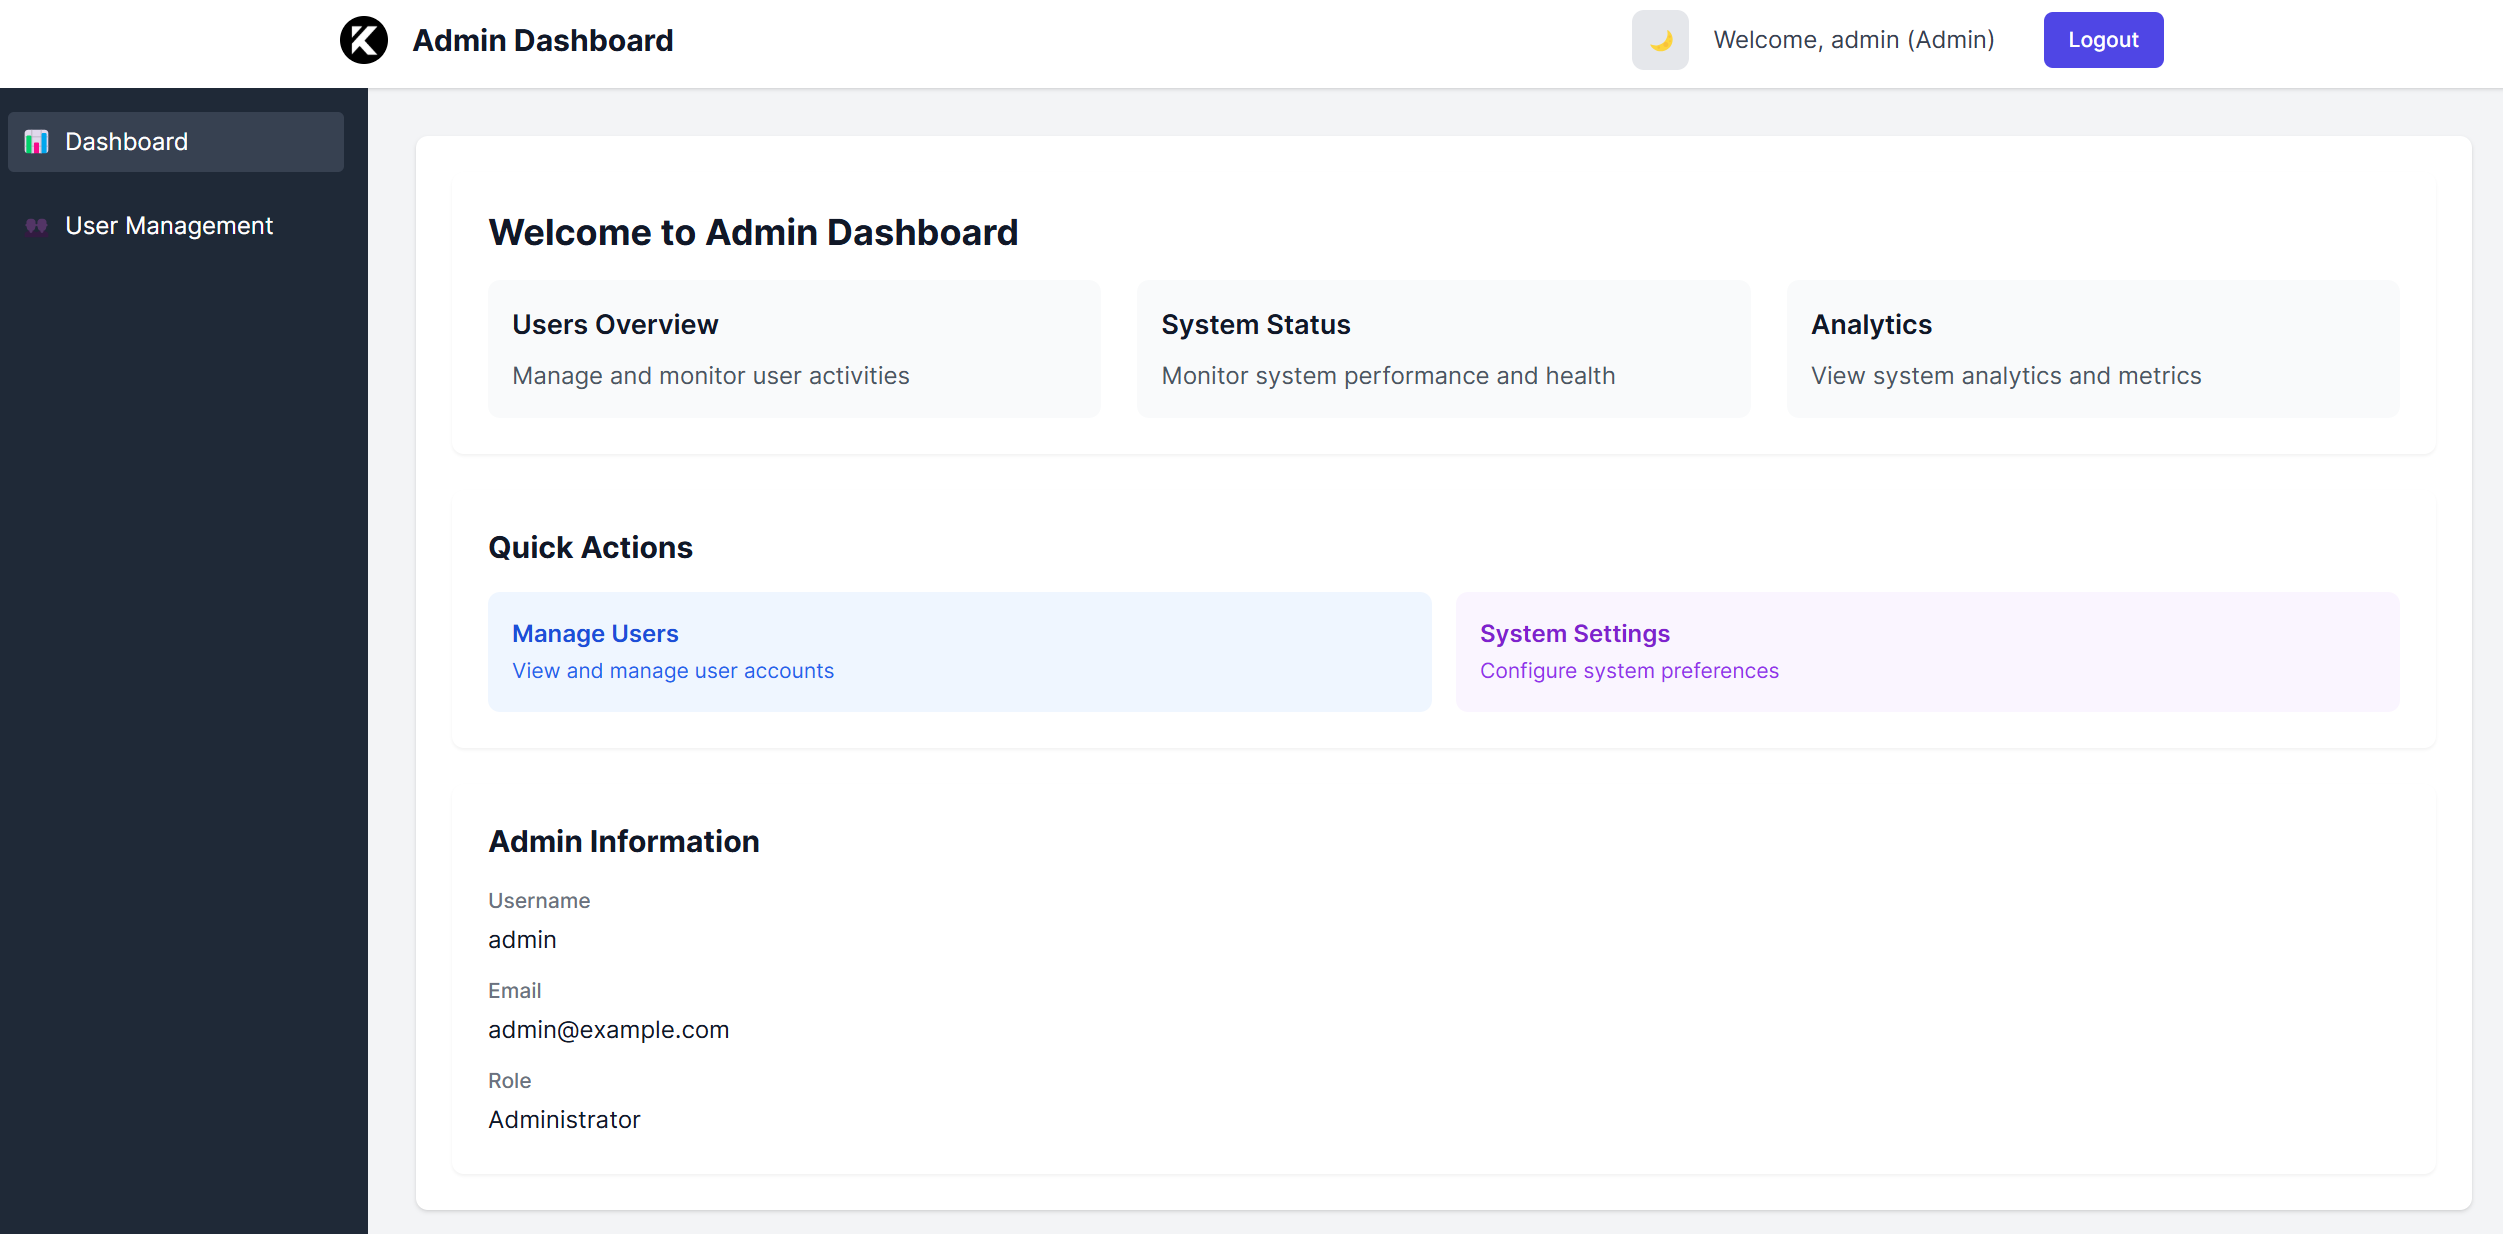 Admin Dashboard
Welcome, admin (Admin)
Logout
Dashboard
User Management
Welcome to Admin Dashboard
Users Overview
Manage and monitor user activities
System Status
Monitor system performance and health
Analytics
View system analytics and metrics
Quick Actions
Manage Users
View and manage user accounts
System Settings
Configure system preferences
Admin Information
Username
admin
Email
admin@example.com
Role
Administrator